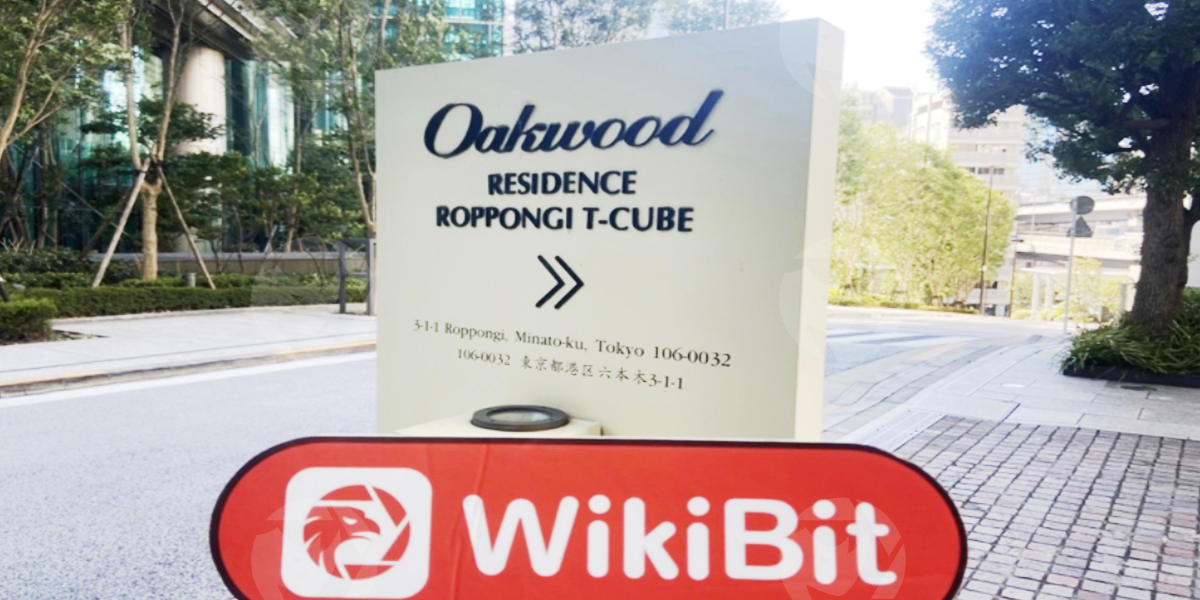 Oakwood
RESIDENCE
ROPPONGI T-CUBE
3-1-1 Roppongi, Minato-ku, Tokyo 106-0032
106-0032 東京都港区六本木3-1-1
WikiBit